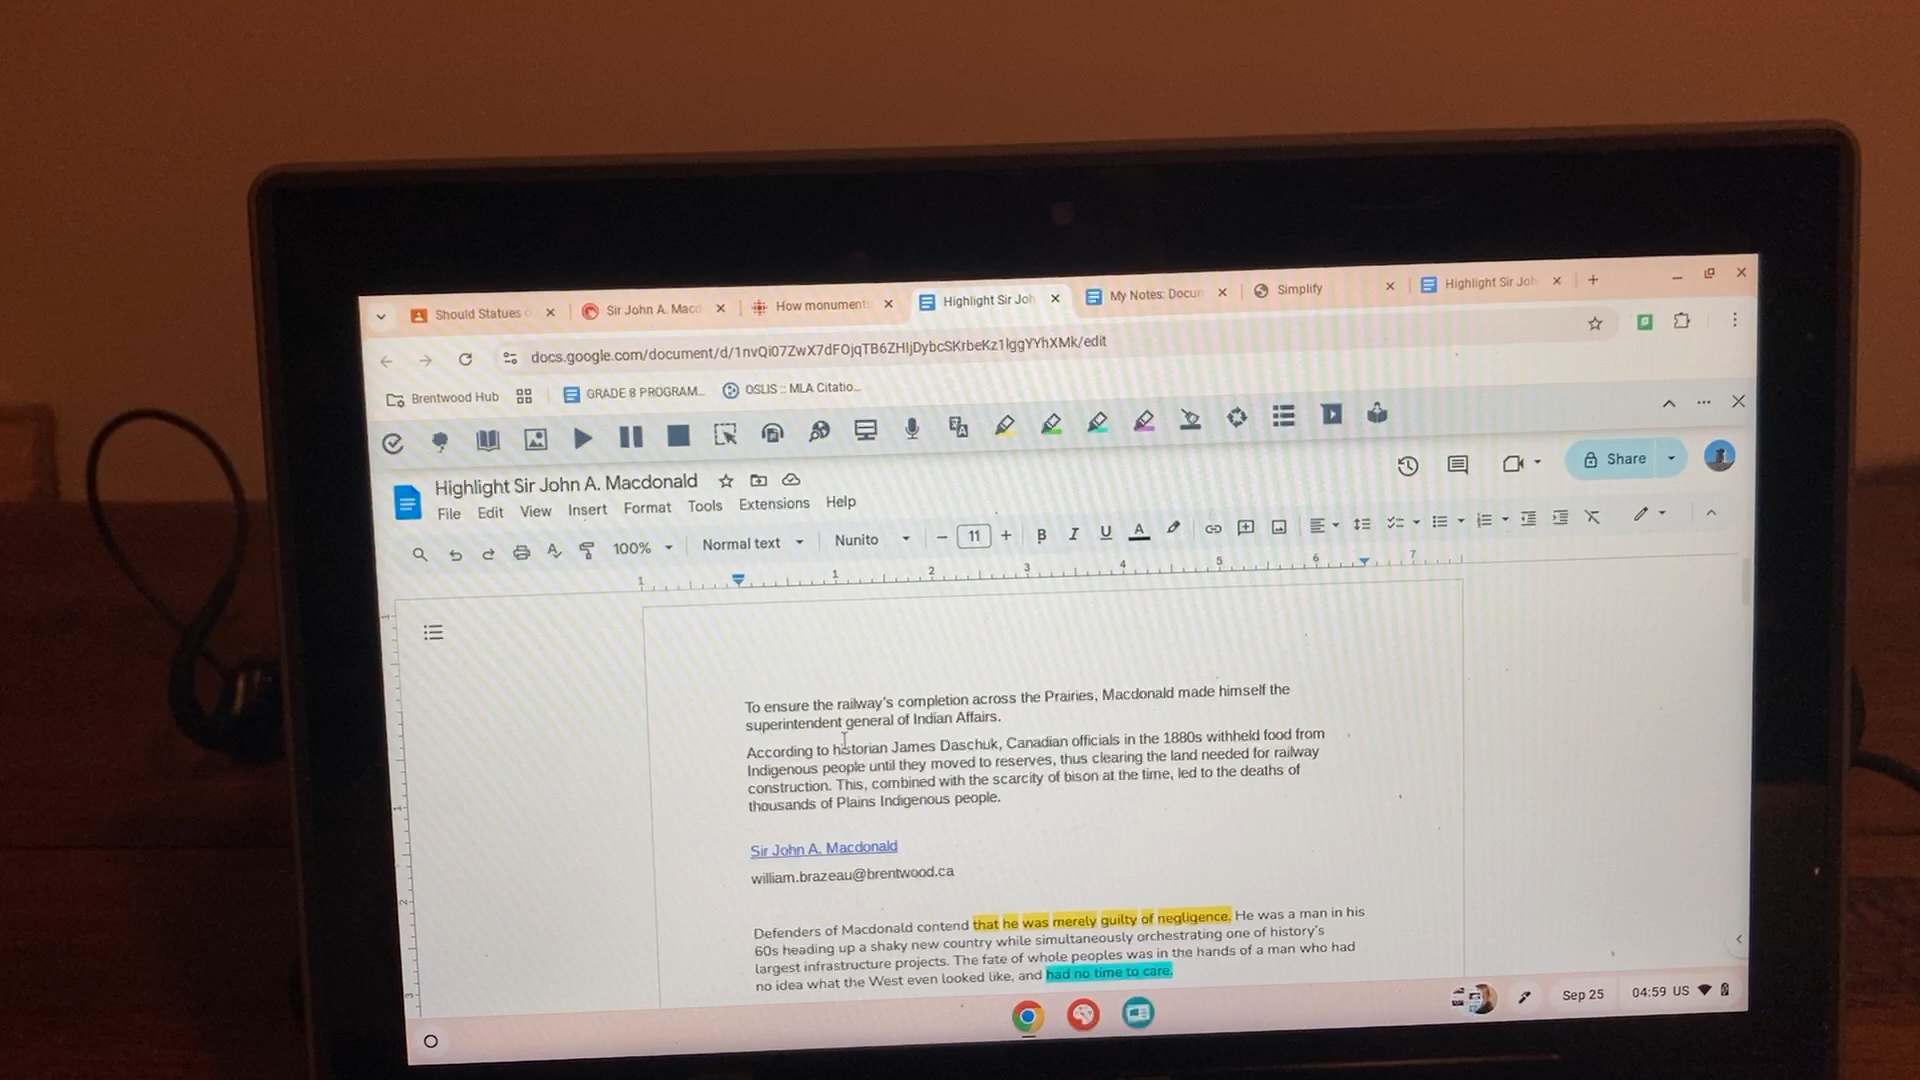 Should Statues
Sir John A. Macd
How monument
Highlight Sir Joh
My Notes: Docu
Simplify
Highlight Sir Joh
docs.google.com/document/d/1nvQi07ZwX7dFOjqTB6ZHIjDybcSKrbeKz1lggYYhXMk/edit
Brentwood Hub
GRADE 8 PROGRAM...
OSLIS :: MLA Citatio...
Highlight Sir John A. Macdonald
Share
File Edit View Insert Format Tools Extensions Help
100% Normal text Nunito − 11 + B I U A
1 1 2 3 4 5 6 7
To ensure the railway's completion across the Prairies, Macdonald made himself the
superintendent general of Indian Affairs.
According to historian James Daschuk, Canadian officials in the 1880s withheld food from
Indigenous people until they moved to reserves, thus clearing the land needed for railway
construction. This, combined with the scarcity of bison at the time, led to the deaths of
thousands of Plains Indigenous people.
Sir John A. Macdonald
william.brazeau@brentwood.ca
Defenders of Macdonald contend that he was merely guilty of negligence. He was a man in his
60s heading up a shaky new country while simultaneously orchestrating one of history's
largest infrastructure projects. The fate of whole peoples was in the hands of a man who had
no idea what the West even looked like, and had no time to care.
Sep 25 04:59 US